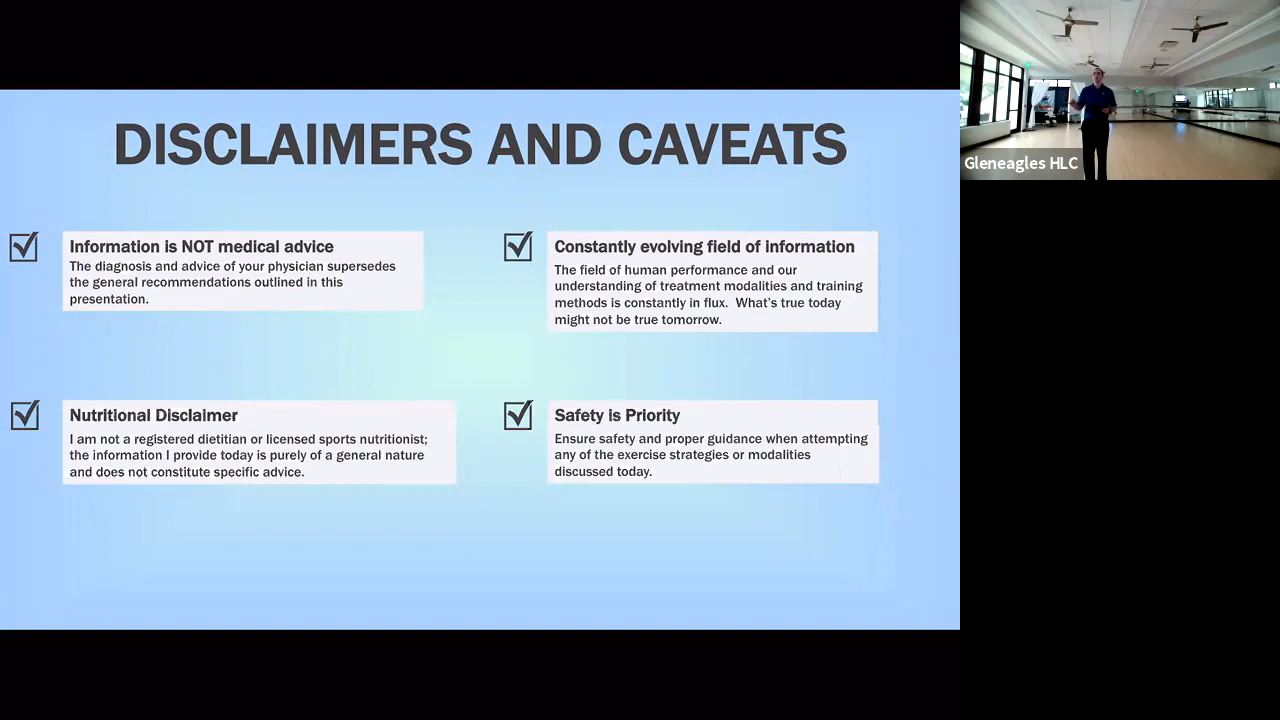 DISCLAIMERS AND CAVEATS
Information is NOT medical advice
The diagnosis and advice of your physician supersedes
the general recommendations outlined in this
presentation.
Constantly evolving field of information
The field of human performance and our
understanding of treatment modalities and training
methods is constantly in flux.  What's true today
might not be true tomorrow.
Nutritional Disclaimer
I am not a registered dietitian or licensed sports nutritionist;
the information I provide today is purely of a general nature
and does not constitute specific advice.
Safety is Priority
Ensure safety and proper guidance when attempting
any of the exercise strategies or modalities
discussed today.
Gleneagles HLC